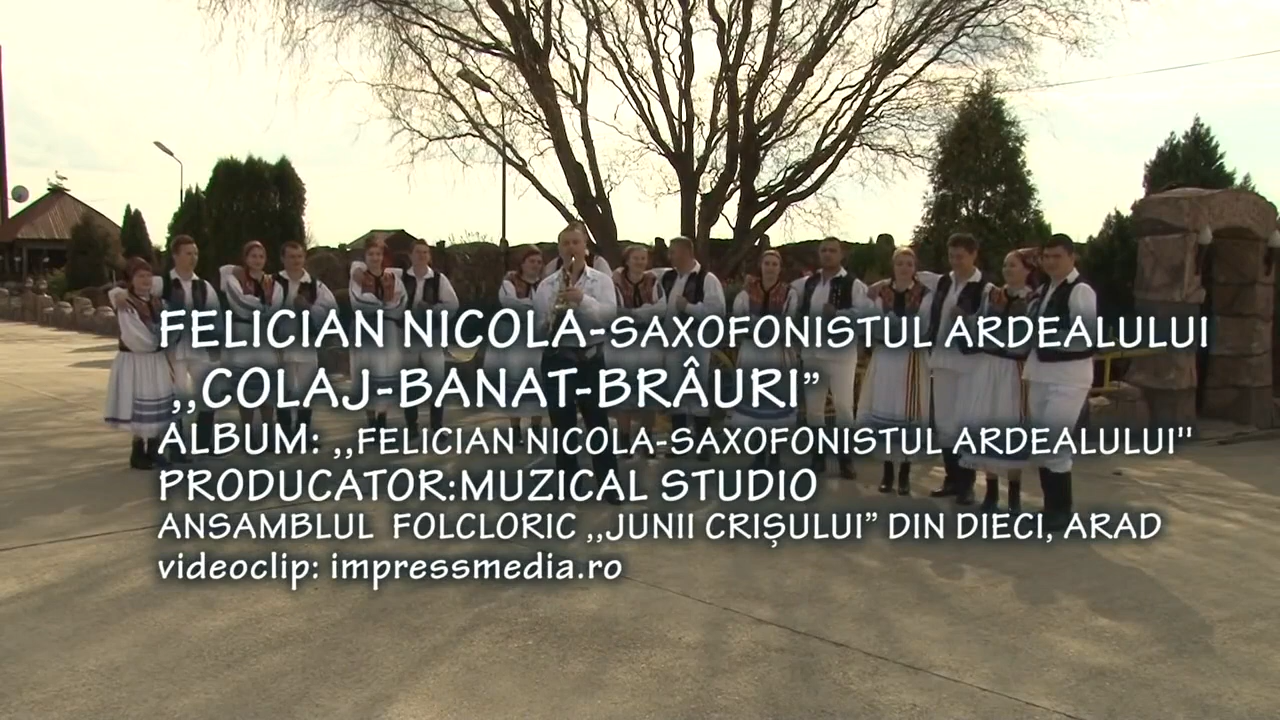 FELICIAN NICOLA-SAXOFONISTUL ARDEALULUI
,,COLAJ-BANAT-BRÂURI”
ALBUM: ,,FELICIAN NICOLA-SAXOFONISTUL ARDEALULUI"
PRODUCATOR:MUZICAL STUDIO
ANSAMBLUL FOLCLORIC ,,JUNII CRIȘULUI” DIN DIECI, ARAD
videoclip: impressmedia.ro